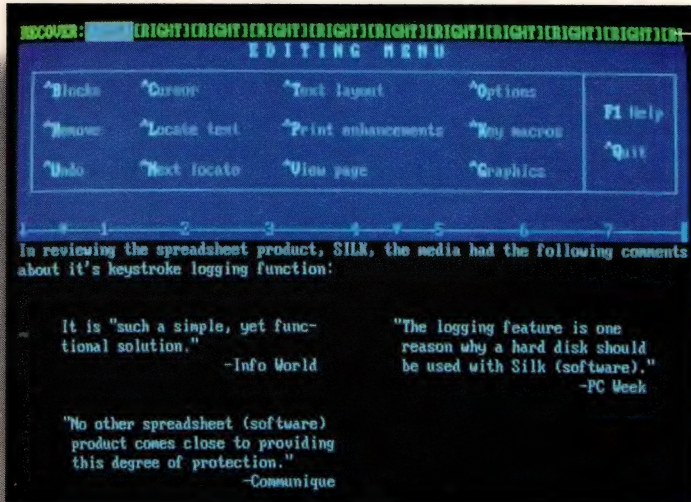 RECOVER: [RIGHT][RIGHT][RIGHT][RIGHT][RIGHT][RIGHT][RIGHT][RI
EDITING MENU
^Blocks ^Cursor ^Text layout ^Options
F1 Help
^Remove ^Locate text ^Print enhancements ^Key macros
^Quit
^Undo ^Next locate ^View page ^Graphics
1 2 3 4 5 6 7
In reviewing the spreadsheet product, SILK, the media had the following comments
about it's keystroke logging function:
It is "such a simple, yet func-
tional solution."
-Info World
"The logging feature is one
reason why a hard disk should
be used with Silk (software)."
-PC Week
"No other spreadsheet (software)
product comes close to providing
this degree of protection."
-Communique